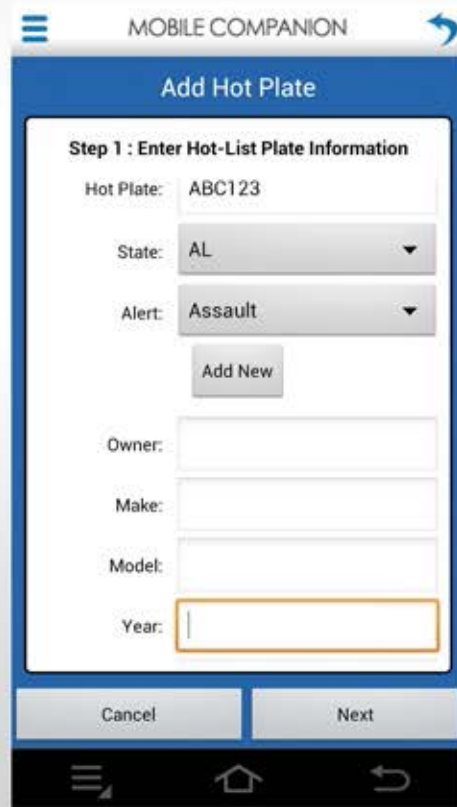 MOBILE COMPANION
Add Hot Plate
Step 1 : Enter Hot-List Plate Information
Hot Plate: ABC123
State: AL
Alert: Assault
Add New
Owner:
Make:
Model:
Year:
Cancel Next